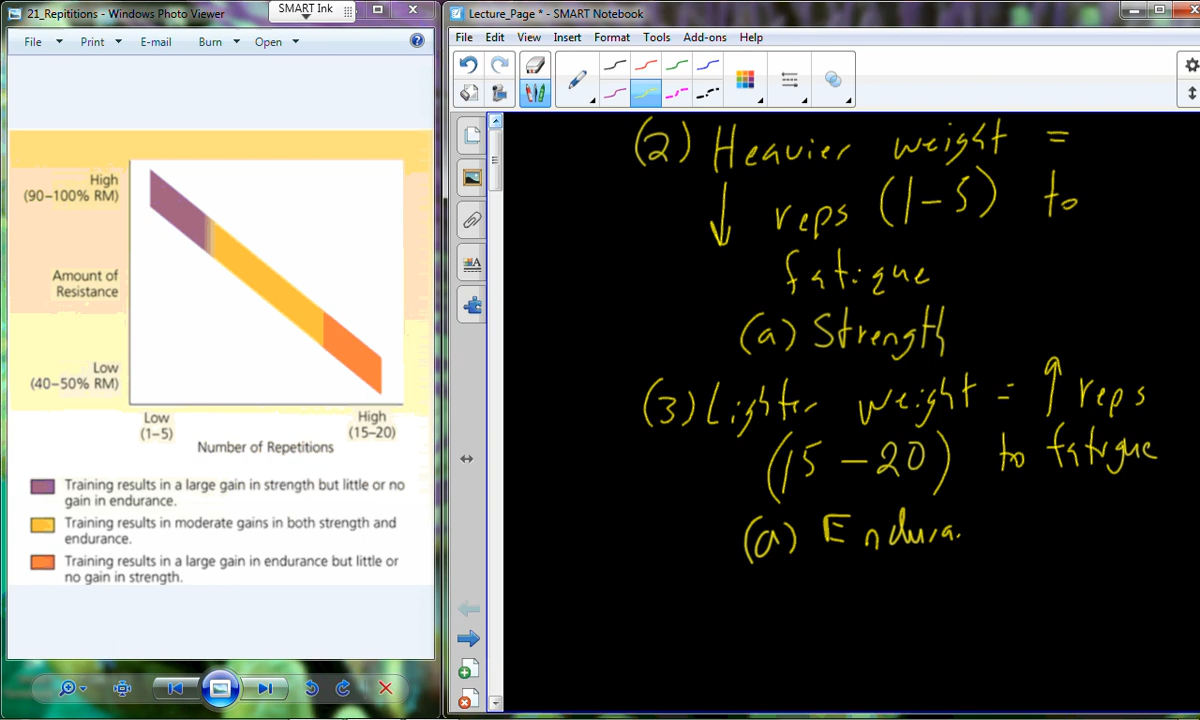 21_Repititions - Windows Photo Viewer
SMART Ink
File Print E-mail Burn Open
High
(90–100% RM)
Amount of
Resistance
Low
(40–50% RM)
Low
(1–5)
High
(15–20)
Number of Repetitions
Training results in a large gain in strength but little or no
gain in endurance.
Training results in moderate gains in both strength and
endurance.
Training results in a large gain in endurance but little or
no gain in strength.
Lecture_Page * - SMART Notebook
File Edit View Insert Format Tools Add-ons Help
(2) Heavier weight =
↓ reps (1-5) to
fatigue
(a) Strength
(3) Lighter weight = ↑ reps
(15-20) to fatigue
(a) Endura.